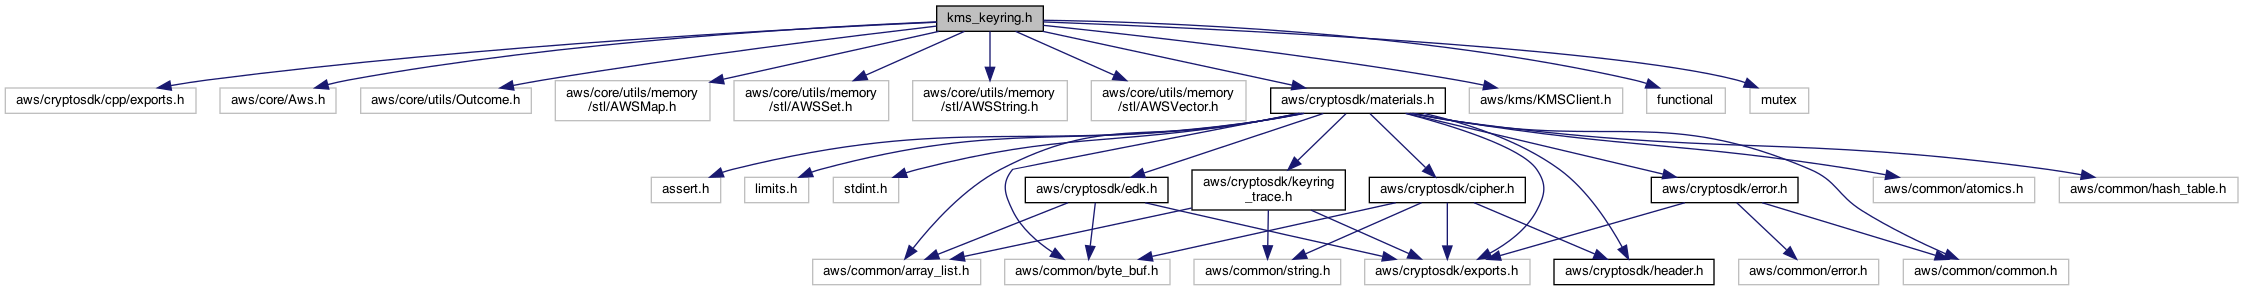 kms_keyring.h
aws/cryptosdk/cpp/exports.h
aws/core/Aws.h
aws/core/utils/Outcome.h
aws/core/utils/memory
/stl/AWSMap.h
aws/core/utils/memory
/stl/AWSSet.h
aws/core/utils/memory
/stl/AWSString.h
aws/core/utils/memory
/stl/AWSVector.h
aws/cryptosdk/materials.h
aws/kms/KMSClient.h
functional
mutex
assert.h
limits.h
stdint.h
aws/cryptosdk/edk.h
aws/cryptosdk/keyring
_trace.h
aws/cryptosdk/cipher.h
aws/cryptosdk/error.h
aws/common/atomics.h
aws/common/hash_table.h
aws/common/array_list.h
aws/common/byte_buf.h
aws/common/string.h
aws/cryptosdk/exports.h
aws/cryptosdk/header.h
aws/common/error.h
aws/common/common.h